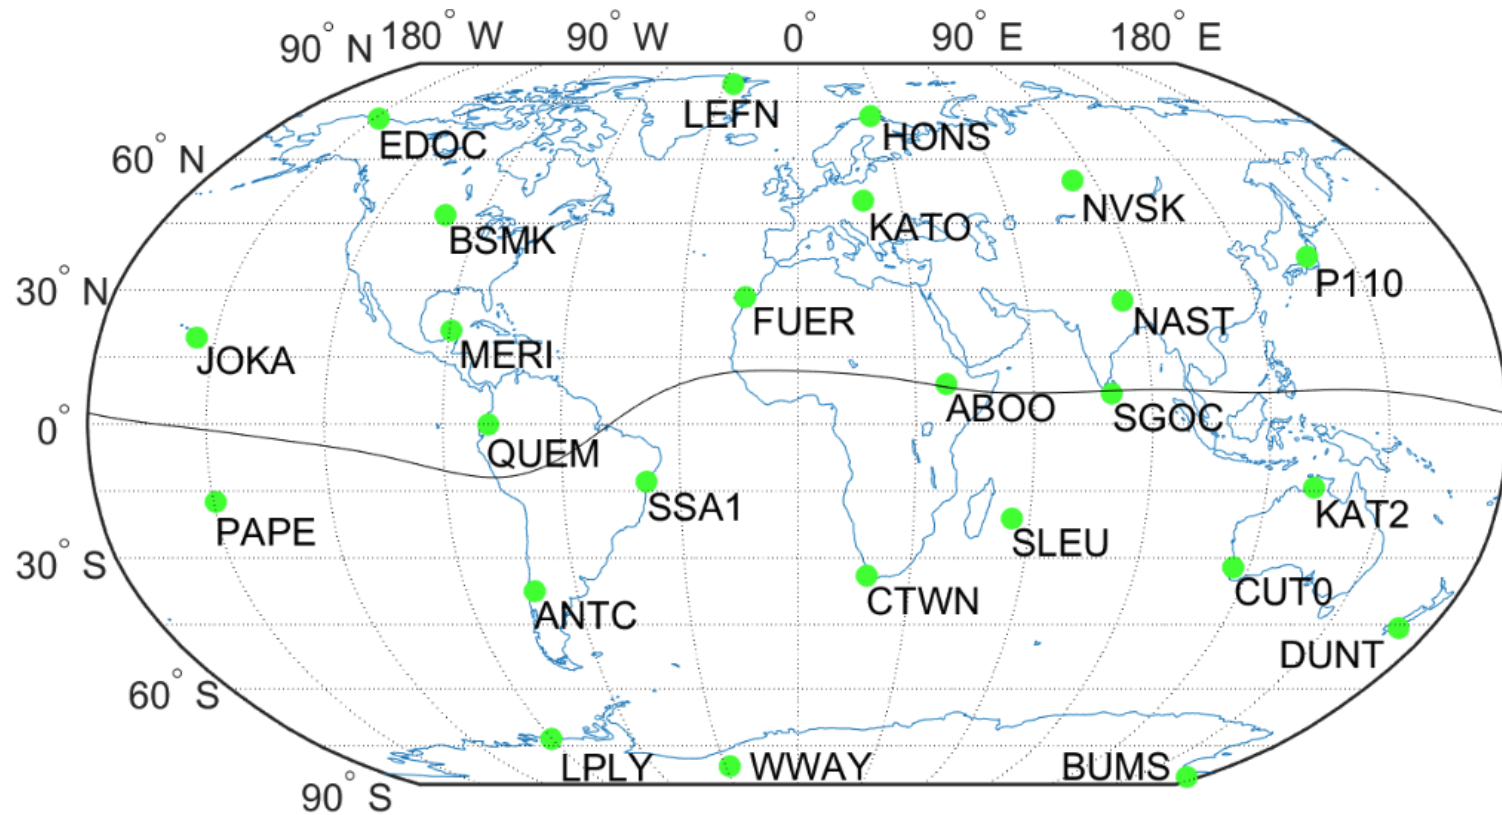 90° N 180° W 90° W 0° 90° E 180° E
LEFN
HONS
EDOC
60° N
NVSK
KATO
BSMK
P110
30° N
FUER
NAST
MERI
JOKA
ABOO
SGOC
0°
QUEM
SSA1
KAT2
PAPE
SLEU
30° S
CUT0
CTWN
ANTC
DUNT
60° S
LPLY WWAY BUMS
90° S